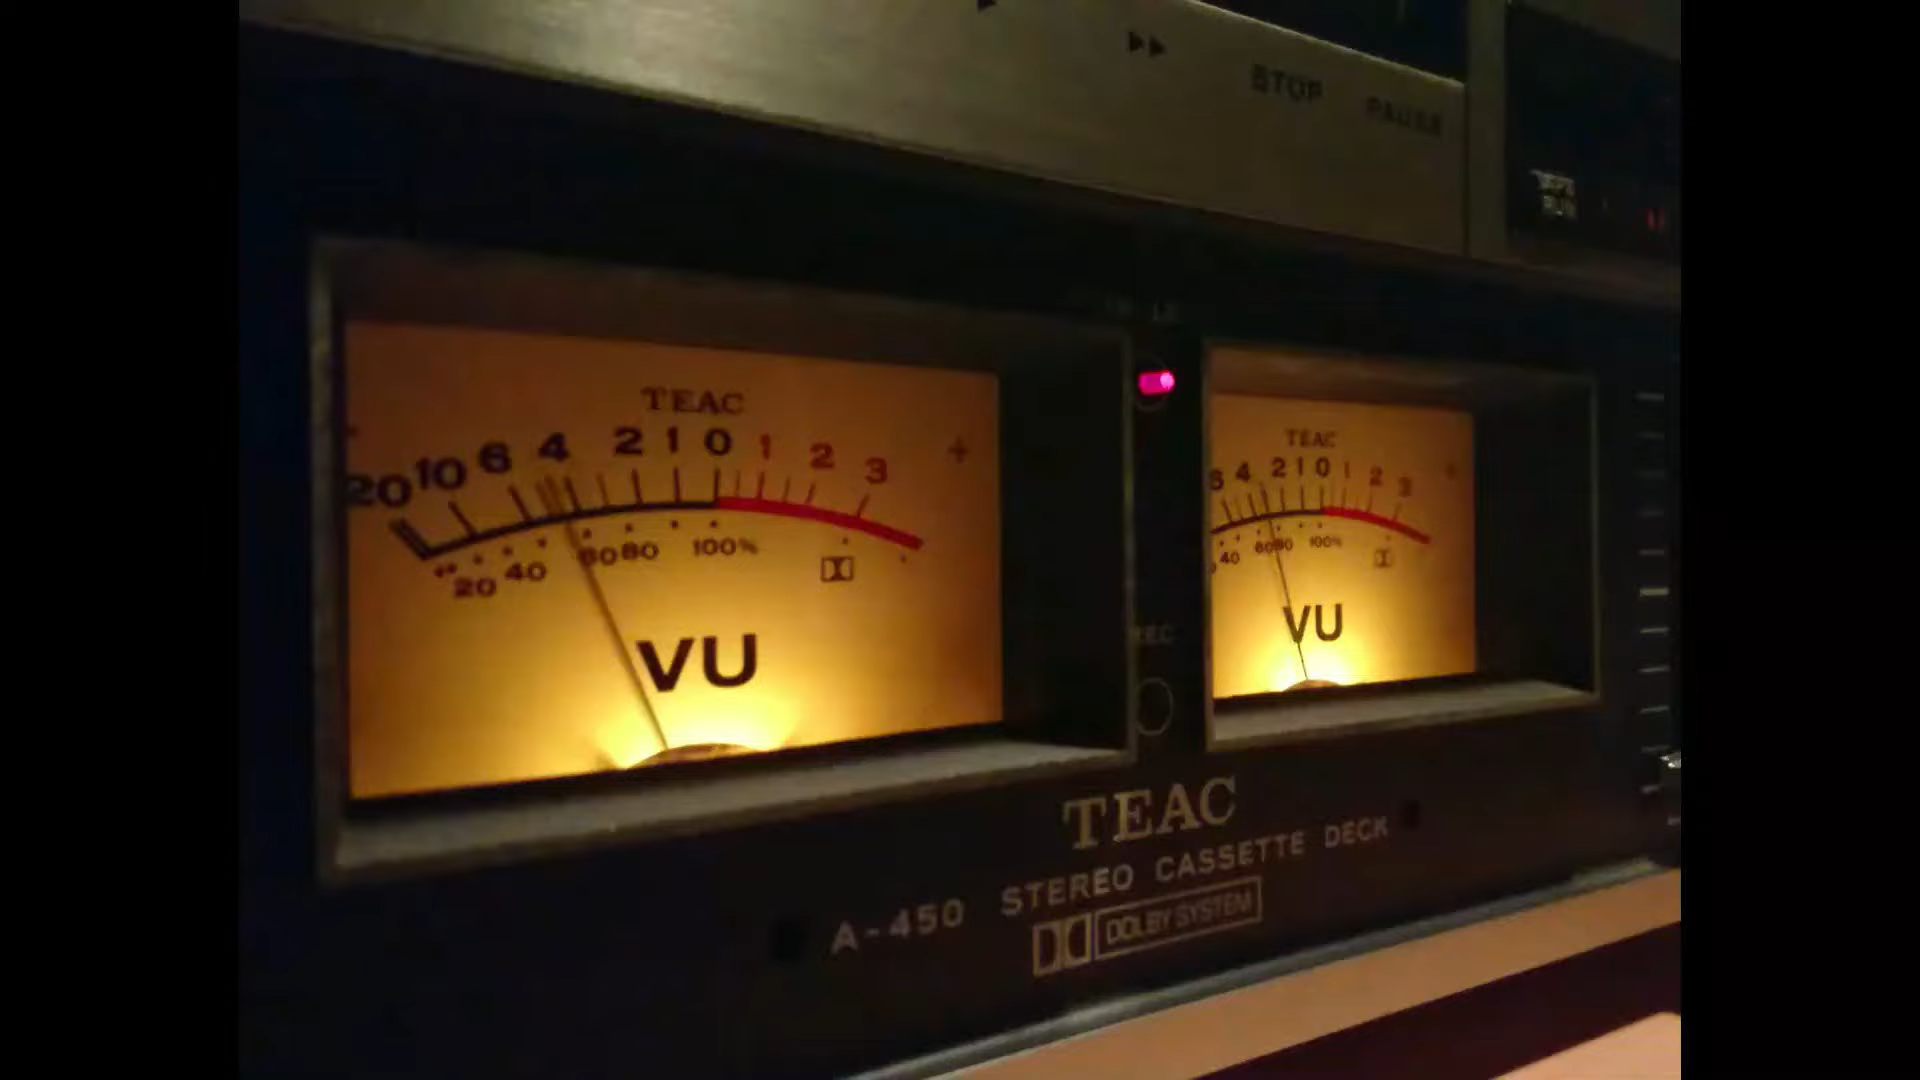 STOP PAUSE
TEAC
20 10 6 4 2 1 0 1 2 3 +
20 40 60 80 100%
VU
TEAC
6 4 2 1 0 1 2 3 +
40 60 80 100%
VU
REC
TEAC
A-450 STEREO CASSETTE DECK
DOLBY SYSTEM